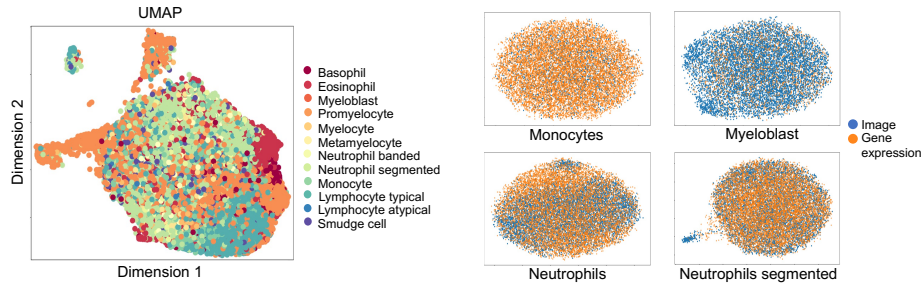 UMAP
Dimension 2
Dimension 1
Basophil
Eosinophil
Myeloblast
Promyelocyte
Myelocyte
Metamyelocyte
Neutrophil banded
Neutrophil segmented
Monocyte
Lymphocyte typical
Lymphocyte atypical
Smudge cell
Monocytes
Myeloblast
Neutrophils
Neutrophils segmented
Image
Gene
expression